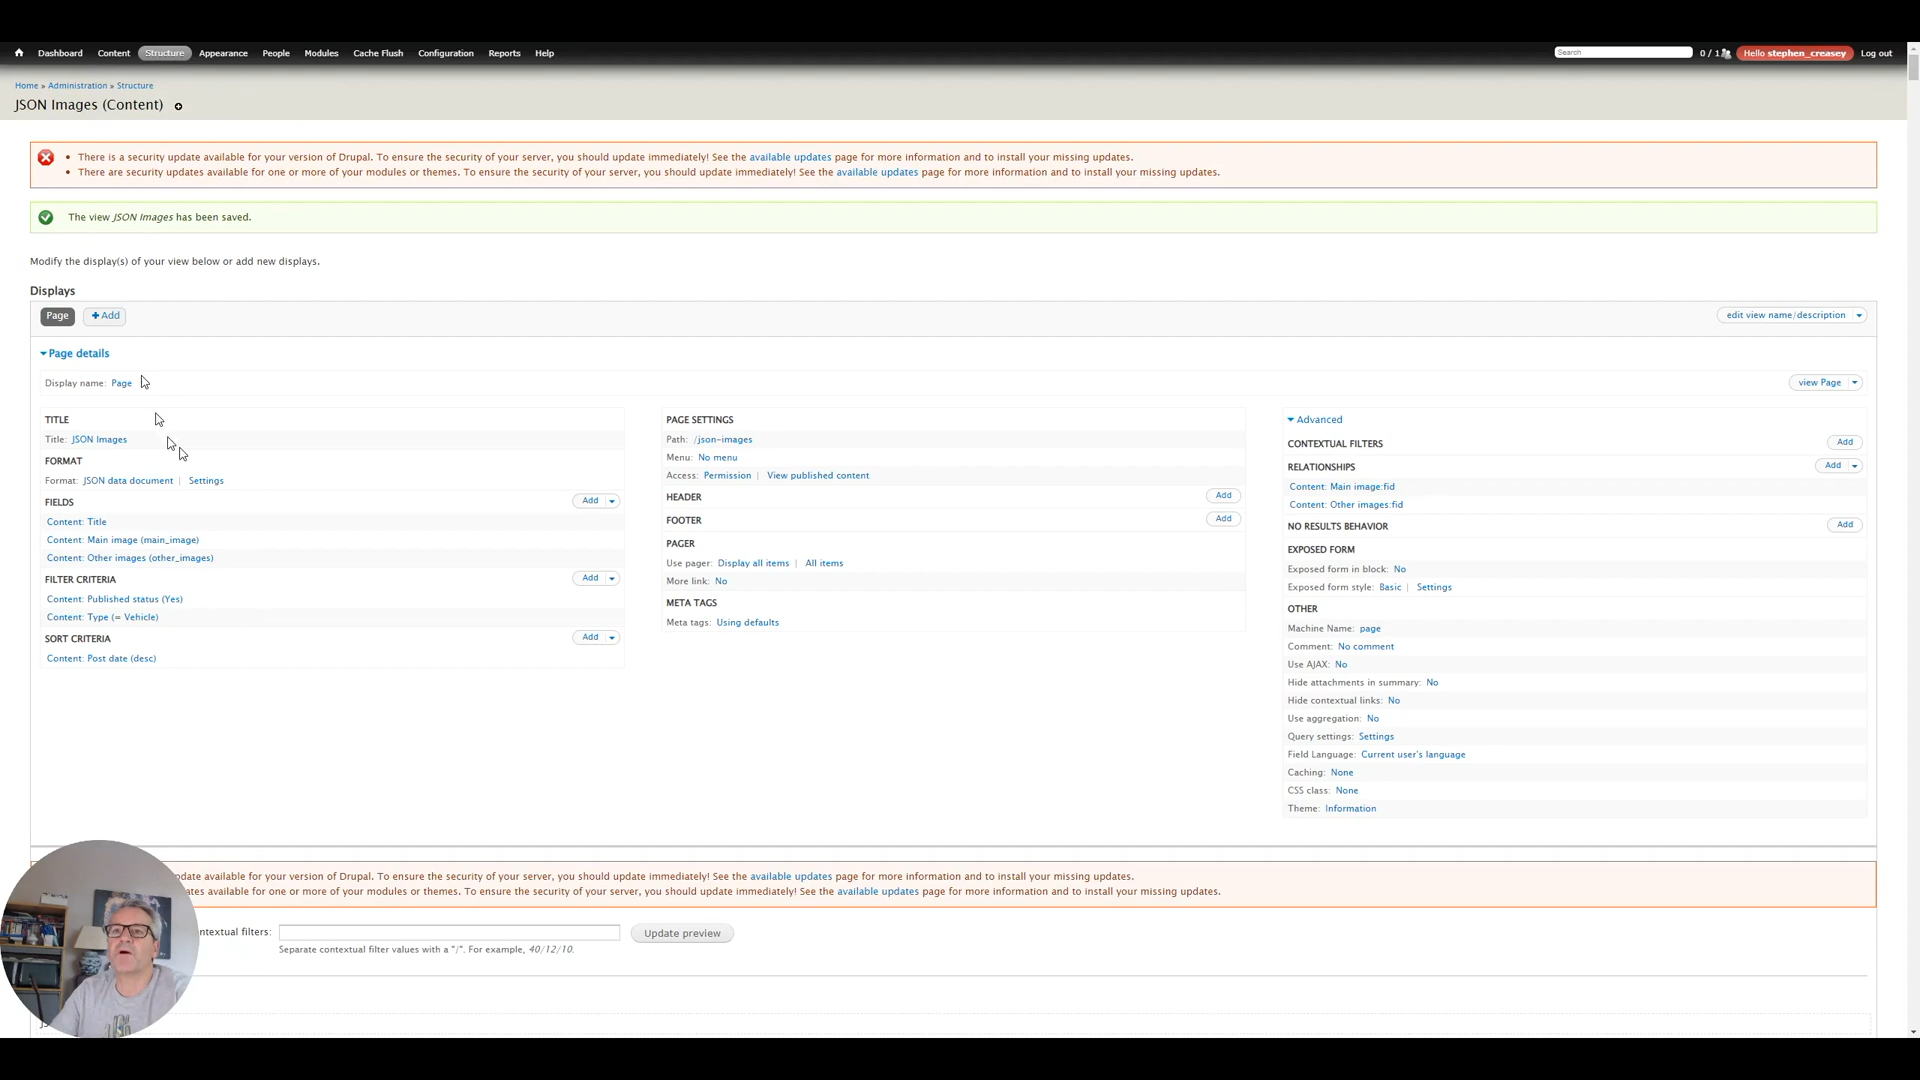 Dashboard Content Structure Appearance People Modules Cache Flush Configuration Reports Help Search 0 / 1 Hello stephen_creasey Log out
Home » Administration » Structure
JSON Images (Content)
There is a security update available for your version of Drupal. To ensure the security of your server, you should update immediately! See the available updates page for more information and to install your missing updates.
There are security updates available for one or more of your modules or themes. To ensure the security of your server, you should update immediately! See the available updates page for more information and to install your missing updates.
The view JSON Images has been saved.
Modify the display(s) of your view below or add new displays.
Displays
Page Add edit view name/description
Page details
Display name: Page view Page
TITLE
Title: JSON Images
FORMAT
Format: JSON data document | Settings
FIELDS Add
Content: Title
Content: Main image (main_image)
Content: Other images (other_images)
FILTER CRITERIA Add
Content: Published status (Yes)
Content: Type (= Vehicle)
SORT CRITERIA Add
Content: Post date (desc)
PAGE SETTINGS
Path: /json-images
Menu: No menu
Access: Permission | View published content
HEADER Add
FOOTER Add
PAGER
Use pager: Display all items | All items
More link: No
META TAGS
Meta tags: Using defaults
Advanced
CONTEXTUAL FILTERS Add
RELATIONSHIPS Add
Content: Main image:fid
Content: Other images:fid
NO RESULTS BEHAVIOR Add
EXPOSED FORM
Exposed form in block: No
Exposed form style: Basic | Settings
OTHER
Machine Name: page
Comment: No comment
Use AJAX: No
Hide attachments in summary: No
Hide contextual links: No
Use aggregation: No
Query settings: Settings
Field Language: Current user's language
Caching: None
CSS class: None
Theme: Information
available for your version of Drupal. To ensure the security of your server, you should update immediately! See the available updates page for more information and to install your missing updates.
available for one or more of your modules or themes. To ensure the security of your server, you should update immediately! See the available updates page for more information and to install your missing updates.
filters: Update preview
Separate contextual filter values with a "/". For example, 40/12/10.